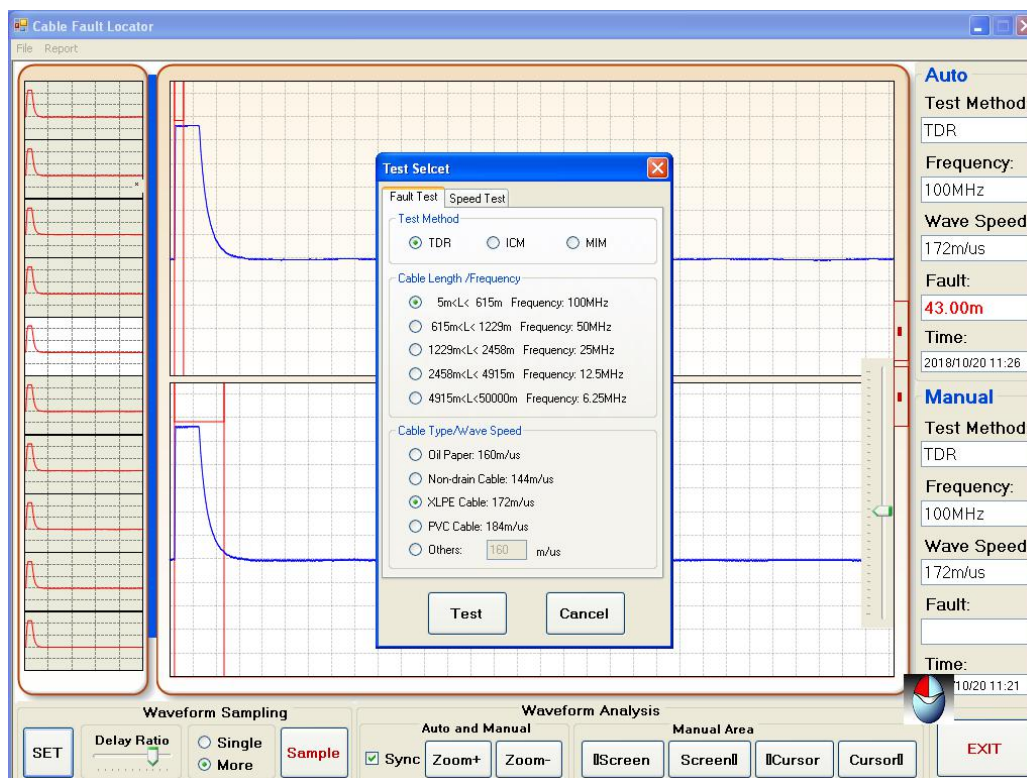 Cable Fault Locator
File Report
Auto
Test Method
TDR
Frequency:
100MHz
Wave Speed
172m/us
Fault:
43.00m
Time:
2018/10/20 11:26
Manual
Test Method
TDR
Frequency:
100MHz
Wave Speed
172m/us
Fault:
Time:
/10/20 11:21
Test Selcet
Fault Test Speed Test
Test Method
TDR ICM MIM
Cable Length /Frequency
5m<L< 615m Frequency: 100MHz
615m<L< 1229m Frequency: 50MHz
1229m<L< 2458m Frequency: 25MHz
2458m<L< 4915m Frequency: 12.5MHz
4915m<L<50000m Frequency: 6.25MHz
Cable Type/Wave Speed
Oil Paper: 160m/us
Non-drain Cable: 144m/us
XLPE Cable: 172m/us
PVC Cable: 184m/us
Others: 160 m/us
Test Cancel
Waveform Sampling
SET
Delay Ratio
Single
More
Sample
Waveform Analysis
Auto and Manual
Sync Zoom+ Zoom-
Manual Area
Screen Screen Cursor Cursor
EXIT